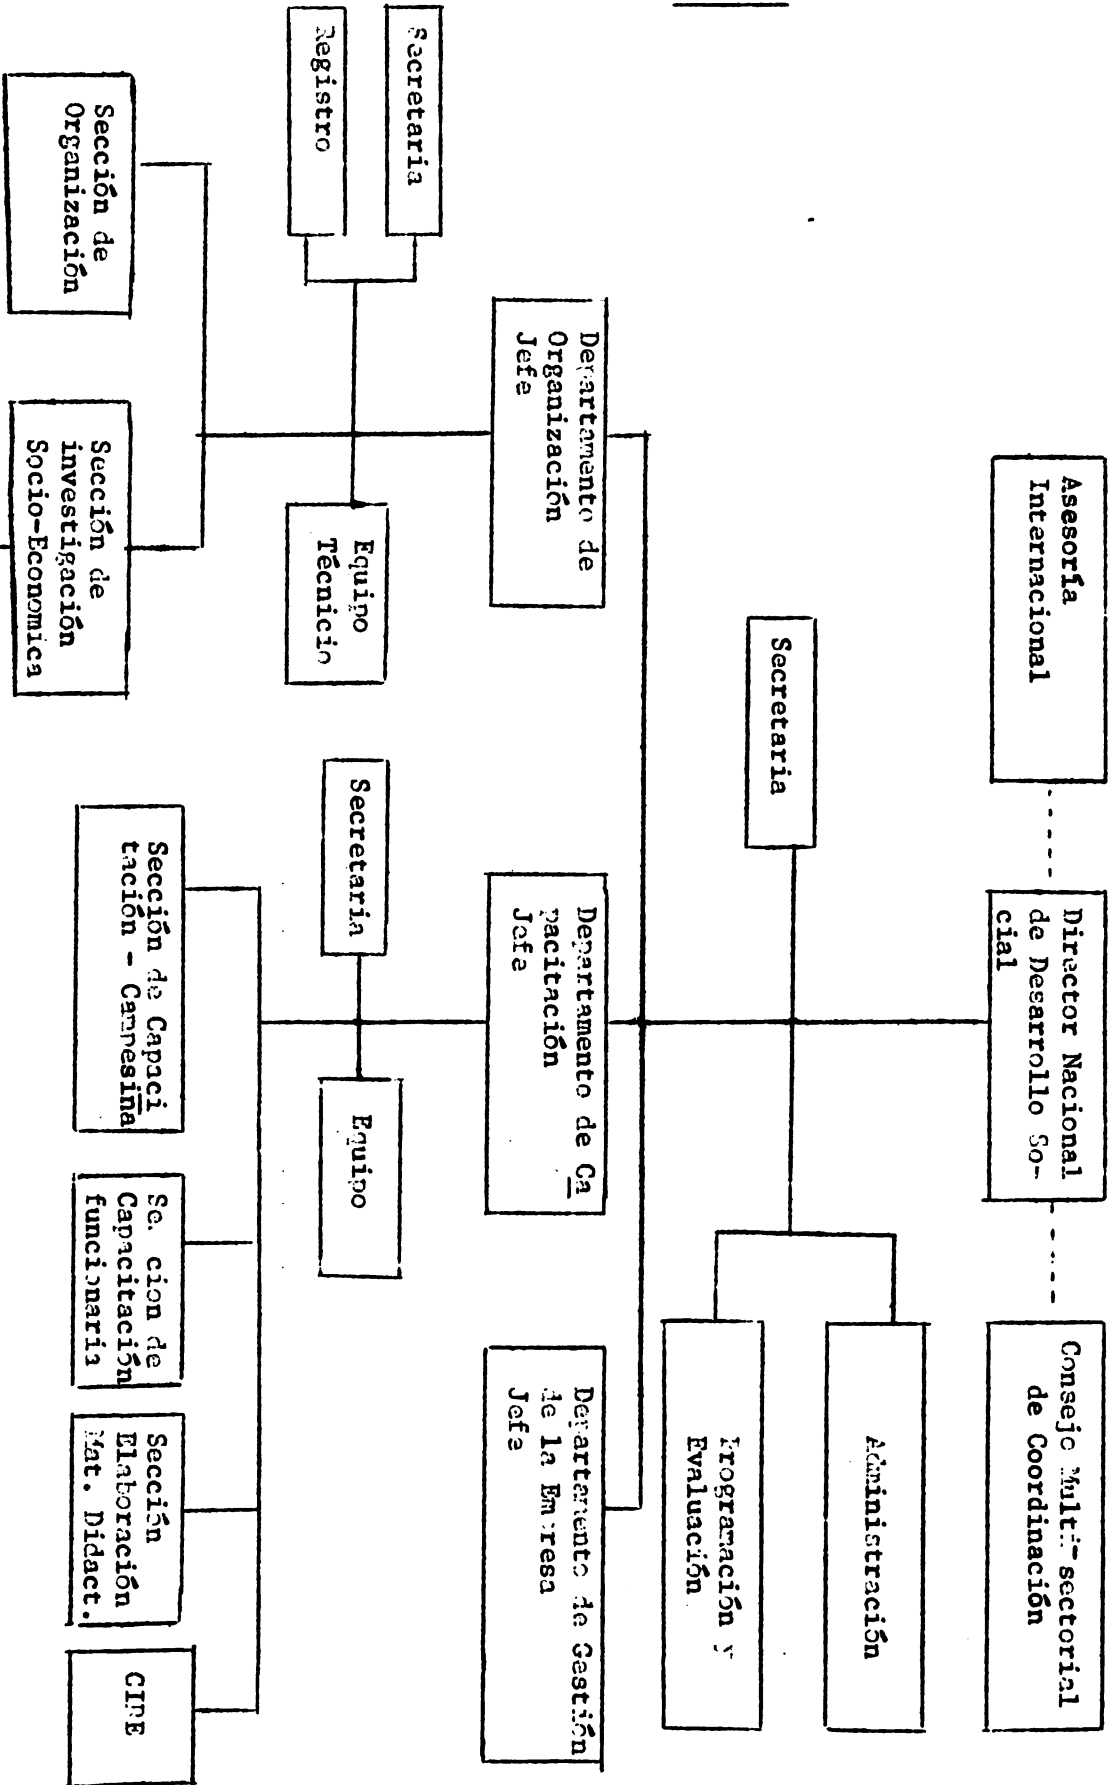 Asesoría
Internacional
Director Nacional
de Desarrollo So-
cial
Consejo Multi-sectorial
de Coordinación
Secretaria
Administración
Programación y
Evaluación
Departamento de
Organización
Jefe
Departamento de Ca
pacitación
Jefe
Departamento de Gestión
de la Empresa
Jefe
Secretaria
Registro
Equipo
Técnicio
Secretaria
Equipo
Sección de
Organización
Sección de
investigación
Socio-Economica
Sección de Capaci
tación - Campesina
Se. cion de
Capacitación
funcionaria
Sección
Elaboración
Mat. Didact.